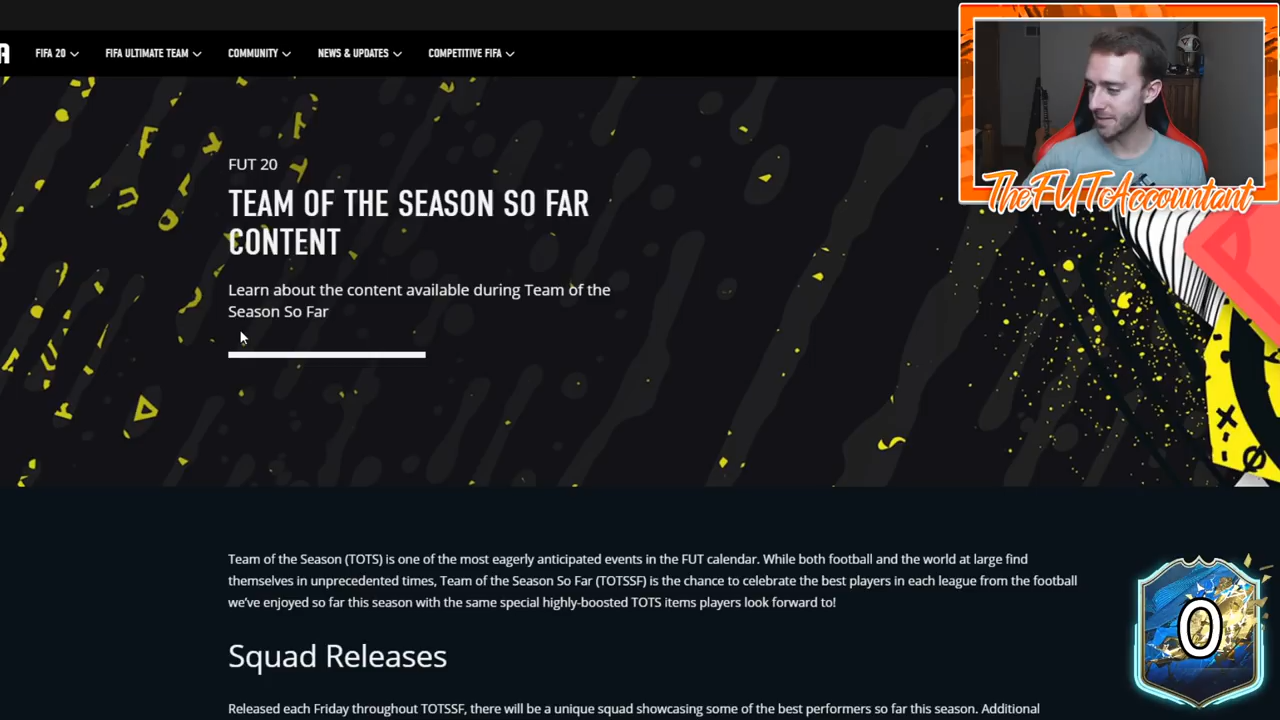 A
FIFA 20
FIFA ULTIMATE TEAM
COMMUNITY
NEWS & UPDATES
COMPETITIVE FIFA
TheFUTAccountant
FUT 20
TEAM OF THE SEASON SO FAR
CONTENT
Learn about the content available during Team of the
Season So Far
Team of the Season (TOTS) is one of the most eagerly anticipated events in the FUT calendar. While both football and the world at large find
themselves in unprecedented times, Team of the Season So Far (TOTSSF) is the chance to celebrate the best players in each league from the football
we've enjoyed so far this season with the same special highly-boosted TOTS items players look forward to!
Squad Releases
Released each Friday throughout TOTSSF, there will be a unique squad showcasing some of the best performers so far this season. Additional
0